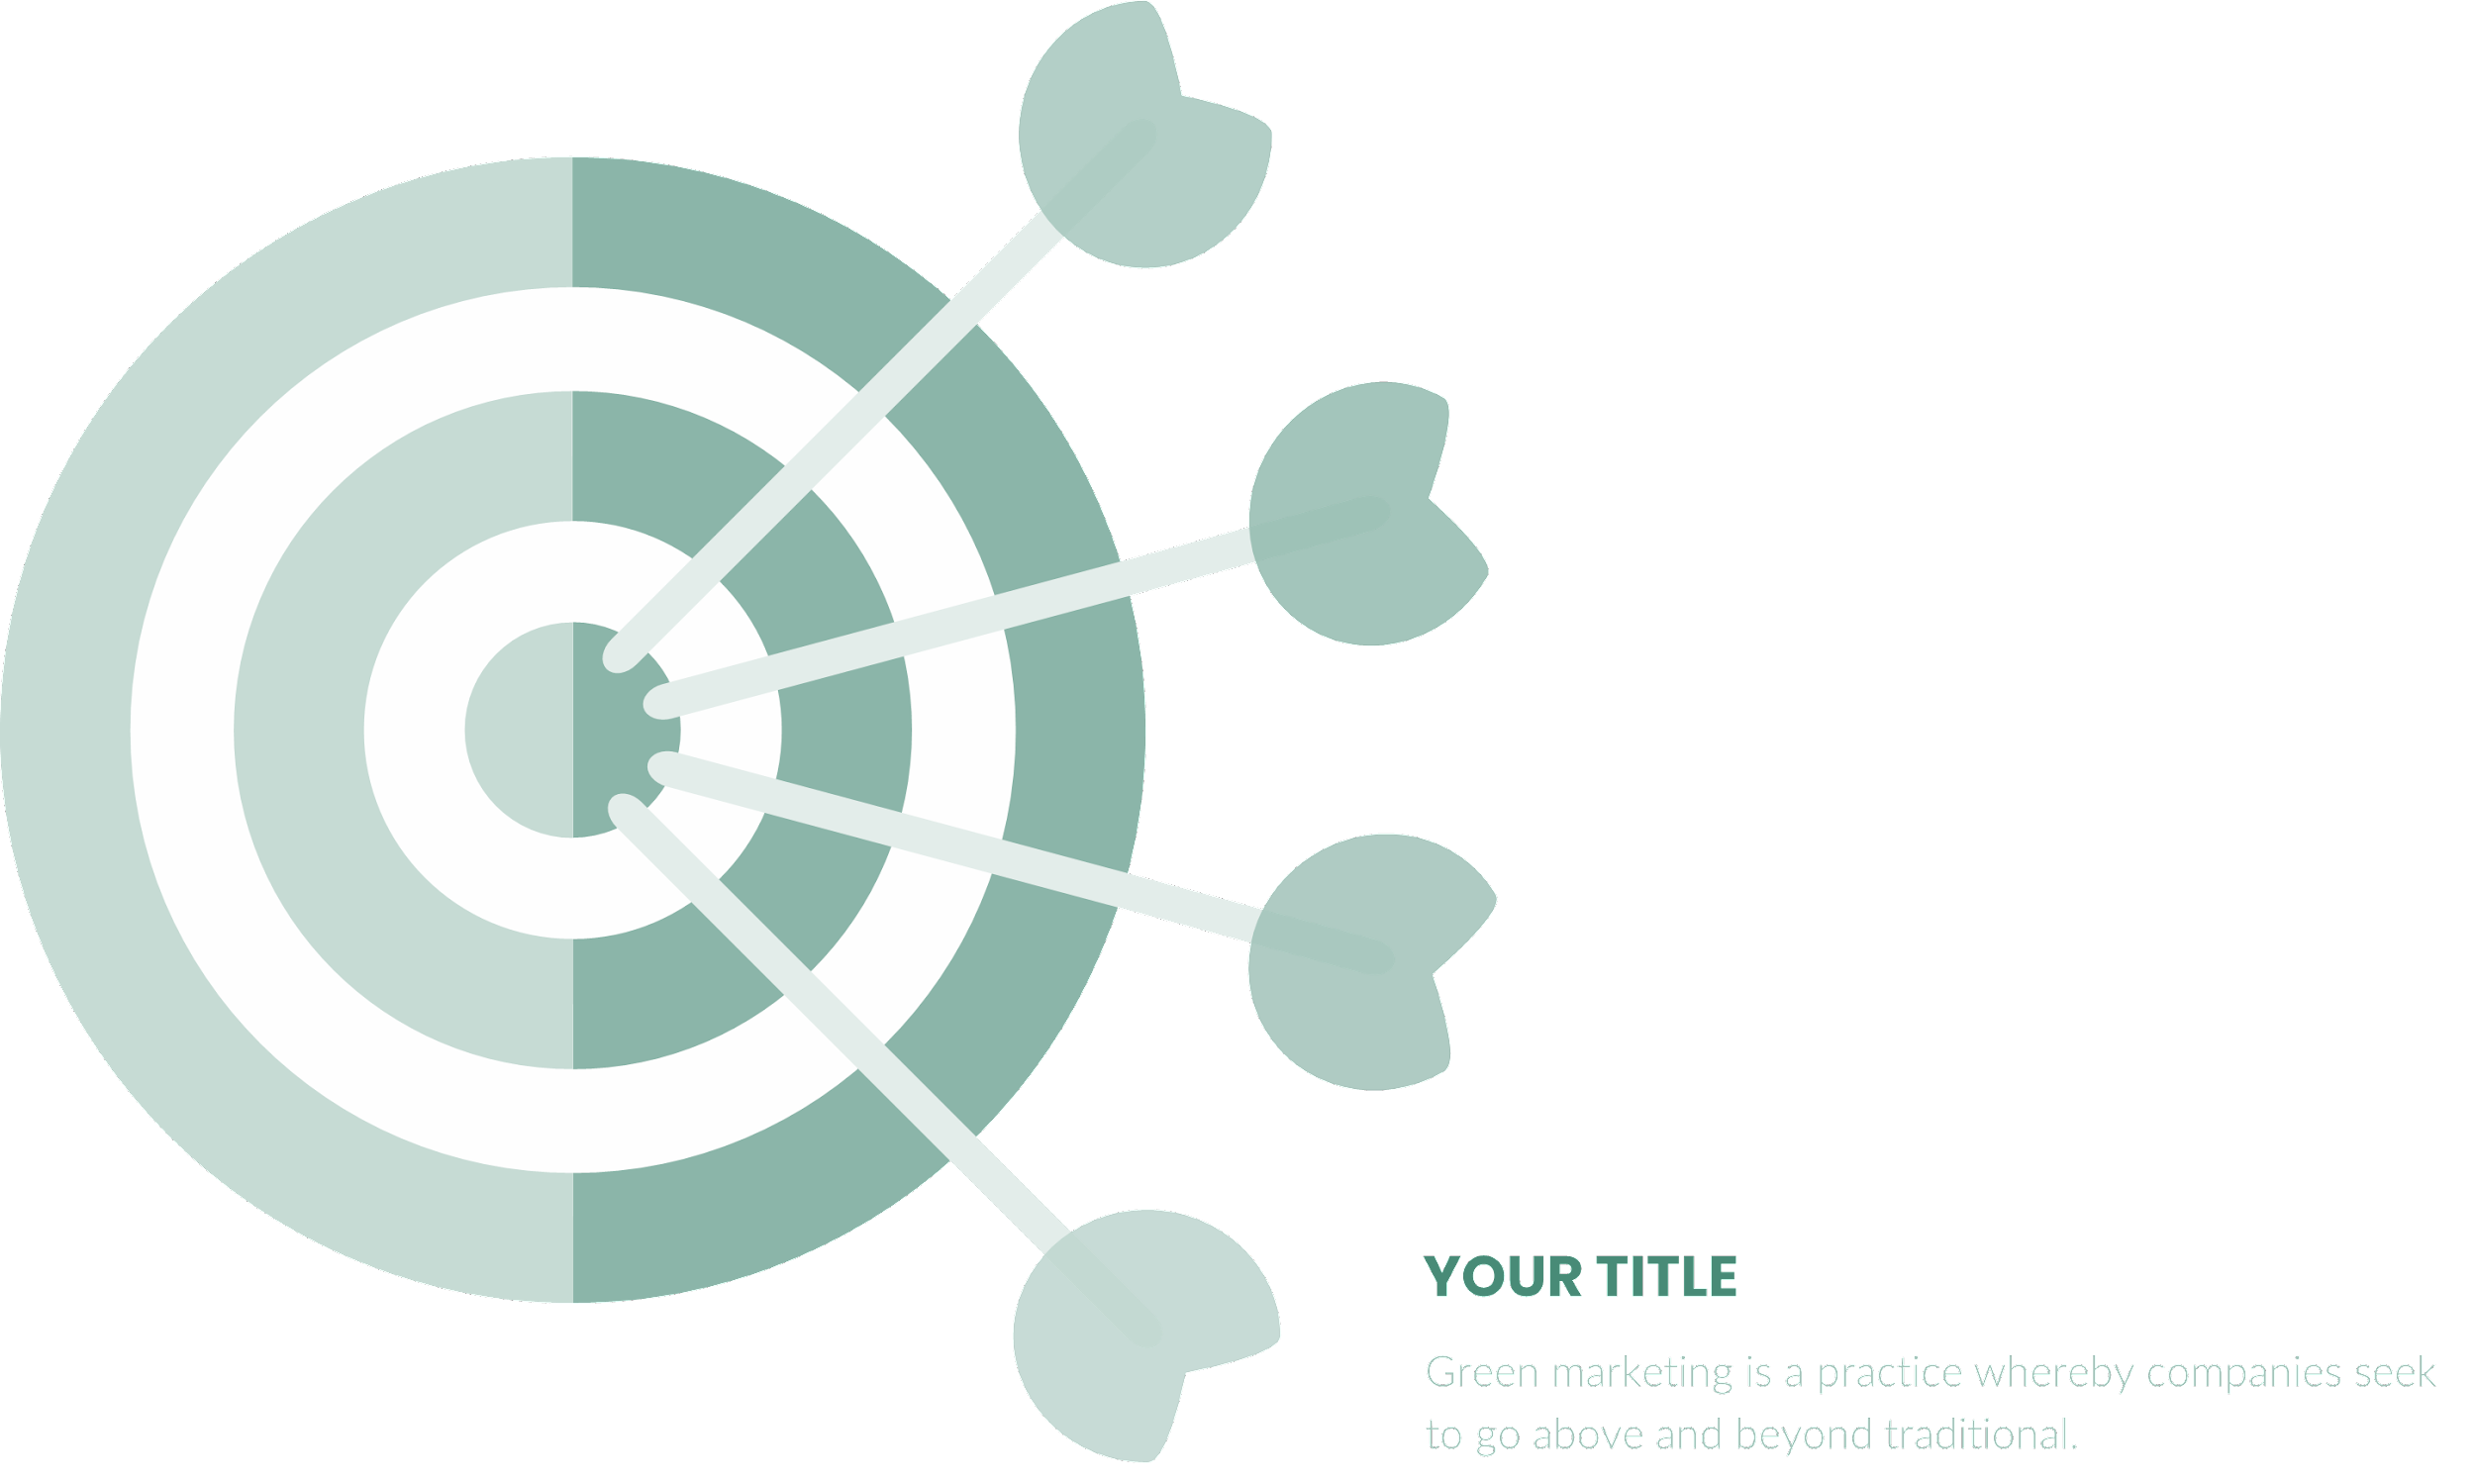 YOUR TITLE
Green marketing is a practice whereby companies seek
to go above and beyond traditional.